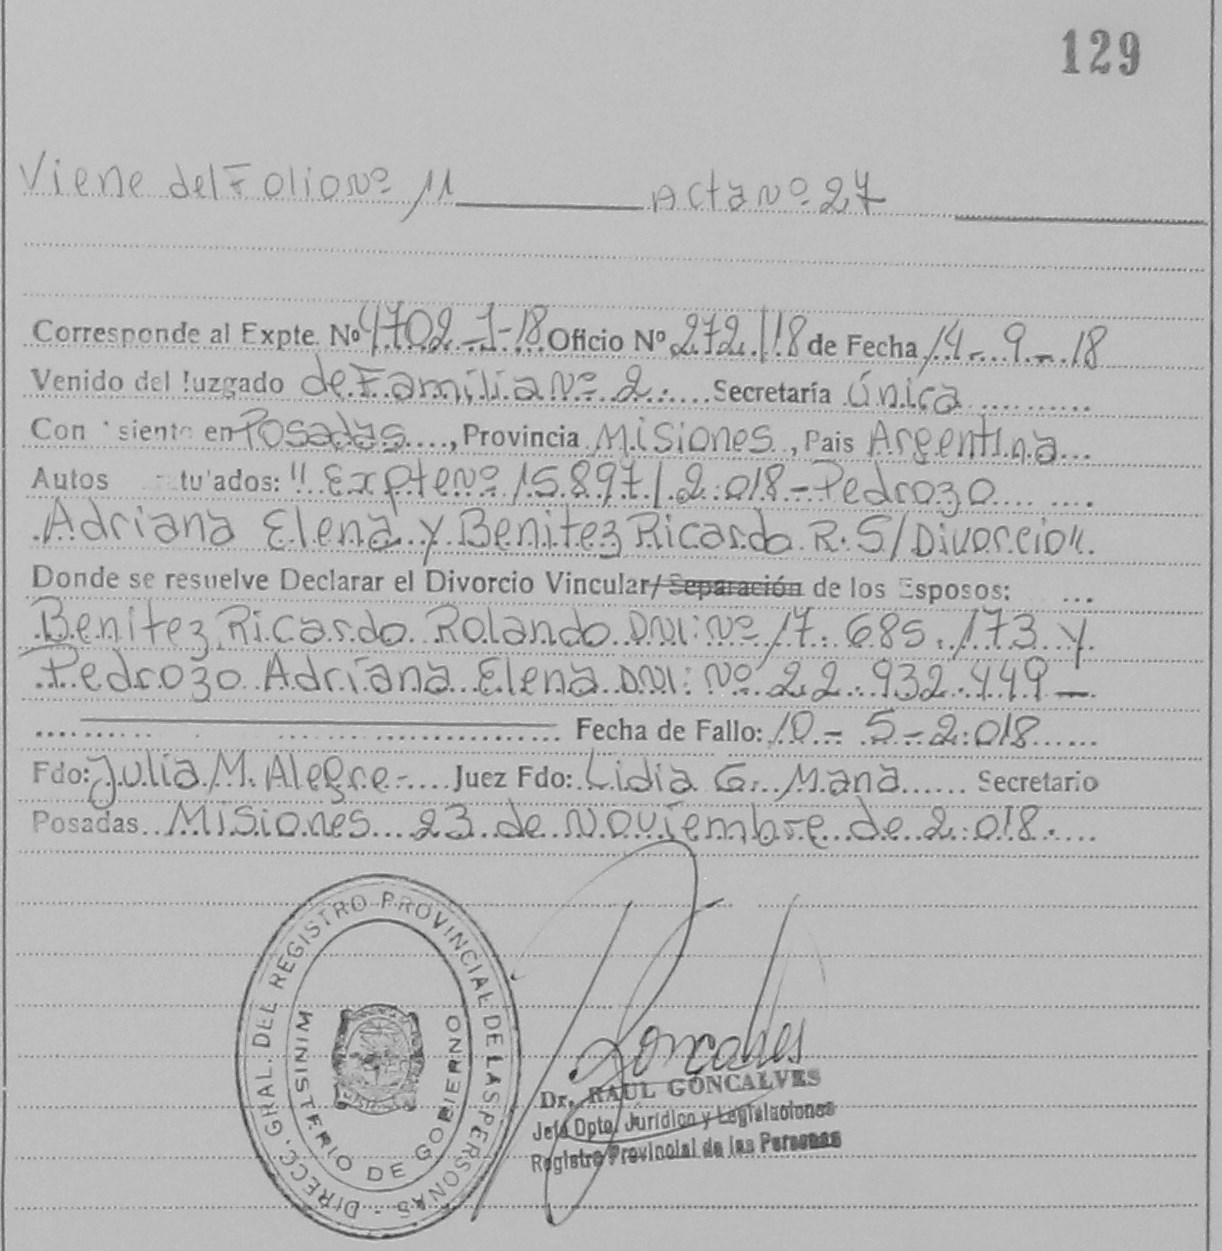 129
Viene del Folio Nº 11 Acta Nº 27
Corresponde al Expte. Nº 4702-J-18 Oficio Nº 272/18 de Fecha 14-9-18
Venido del Juzgado de Familia Nº 2 Secretaría Única
Con siento en Posadas, Provincia Misiones, Pais Argentina
Autos tu'ados: "Expte Nº 15.897/2.018-Pedrozo
Adriana Elena y Benitez Ricardo R. S/Divorcio".
Donde se resuelve Declarar el Divorcio Vincular/Separación de los Esposos:
Benítez Ricardo Rolando DNI: Nº 17.685.173 y
Pedrozo Adriana Elena DNI: Nº 22.932.449-
Fecha de Fallo: 10-5-2.018
Fdo: Julia M. Alegre- Juez Fdo: Lidia G. Mana Secretario
Posadas Misiones 23 de Noviembre de 2.018.
DIRECC. GRAL. DEL REGISTRO PROVINCIAL DE LAS PERSONAS -
MINISTERIO DE GOBIERNO
Goncalves
Dr. RAUL GONCALVES
Jefe Dpto. Jurídico y Legislaciones
Registro Provincial de las Personas